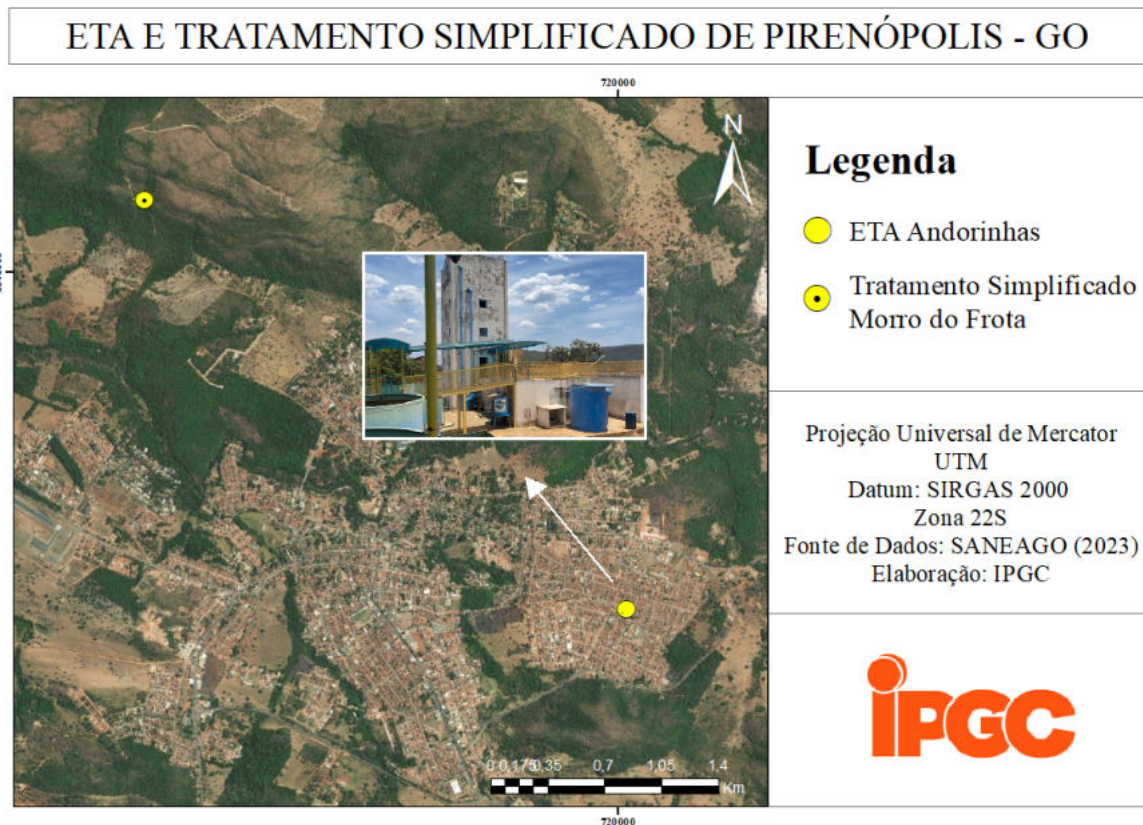 ETA E TRATAMENTO SIMPLIFICADO DE PIRENÓPOLIS - GO
720000
N
Legenda
ETA Andorinhas
Tratamento Simplificado
Morro do Frota
Projeção Universal de Mercator
UTM
Datum: SIRGAS 2000
Zona 22S
Fonte de Dados: SANEAGO (2023)
Elaboração: IPGC
iPGC
0 0,175 0,35 0,7 1,05 1,4
Km
720000